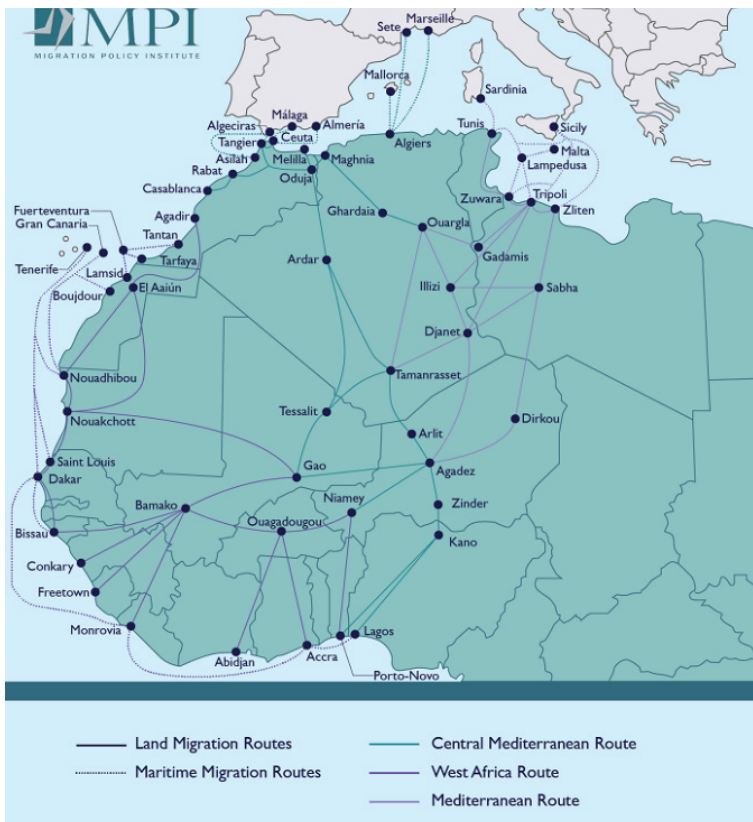 MPI
MIGRATION POLICY INSTITUTE
Marseille
Sete
Mallorca
Sardinia
Málaga
Algeciras
Ceuta
Almería
Tunis
Sicily
Tangier
Algiers
Malta
Asilah
Melilla
Maghnia
Lampedusa
Rabat
Oduja
Casablanca
Zuwara
Tripoli
Zliten
Fuerteventura
Agadir
Ghardaia
Ouargla
Gran Canaria
Tantan
Gadamis
Tenerife
Lamsid
Tarfaya
Ardar
El Aaiún
Illizi
Sabha
Boujdour
Djanet
Nouadhibou
Tamanrasset
Tessalit
Nouakchott
Dirkou
Arlit
Saint Louis
Gao
Agadez
Dakar
Niamey
Zinder
Bamako
Ouagadougou
Bissau
Kano
Conkary
Freetown
Monrovia
Lagos
Abidjan
Accra
Porto-Novo
Land Migration Routes
Central Mediterranean Route
Maritime Migration Routes
West Africa Route
Mediterranean Route